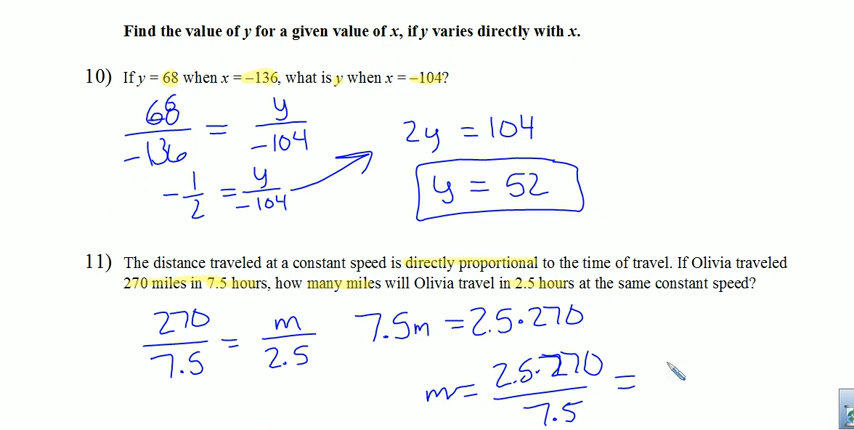 Find the value of y for a given value of x, if y varies directly with x.
10) If y = 68 when x = −136, what is y when x = −104?
68/−136 = y/−104
2y = 104
−1/2 = y/−104
y = 52
11) The distance traveled at a constant speed is directly proportional to the time of travel. If Olivia traveled
270 miles in 7.5 hours, how many miles will Olivia travel in 2.5 hours at the same constant speed?
270/7.5 = m/2.5
7.5m = 2.5·270
m = 2.5·270/7.5 =